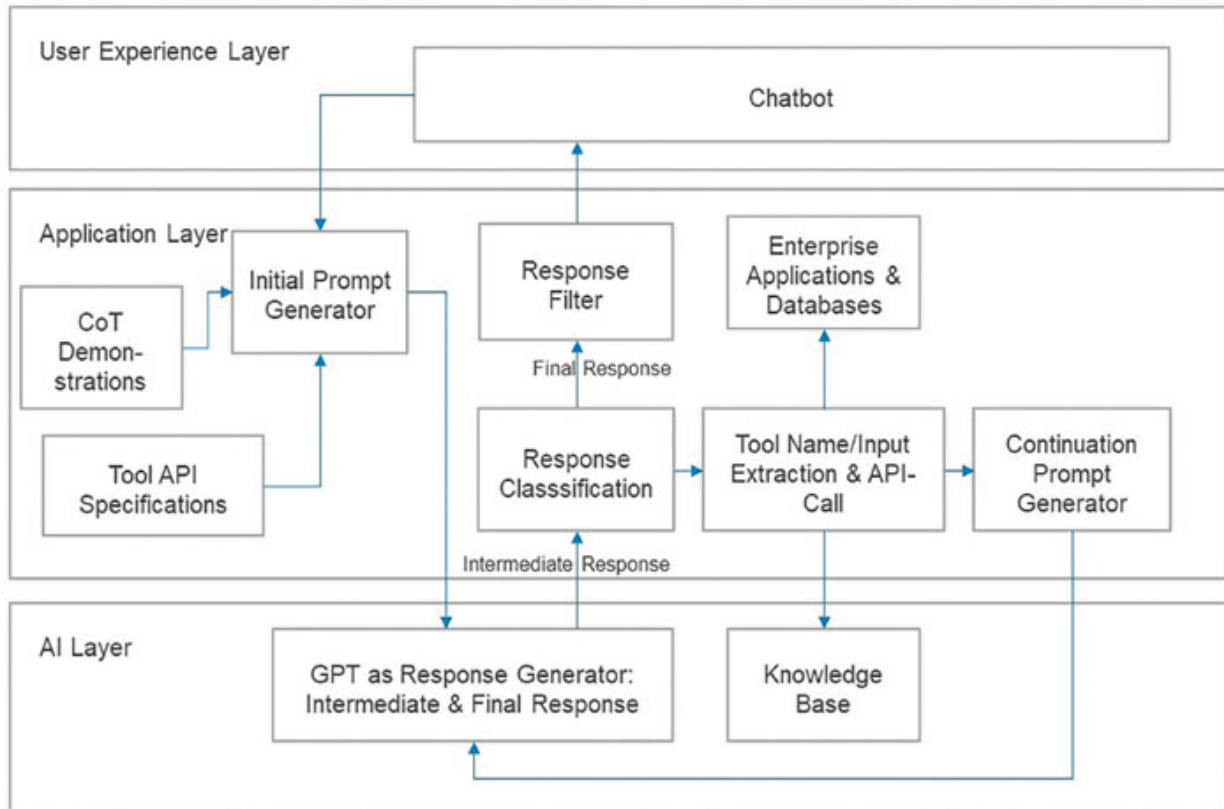 User Experience Layer
Chatbot
Application Layer
Initial Prompt
Generator
CoT
Demon-
strations
Tool API
Specifications
Response
Filter
Final Response
Response
Classsification
Intermediate Response
Enterprise
Applications &
Databases
Tool Name/Input
Extraction & API-
Call
Continuation
Prompt
Generator
AI Layer
GPT as Response Generator:
Intermediate & Final Response
Knowledge
Base